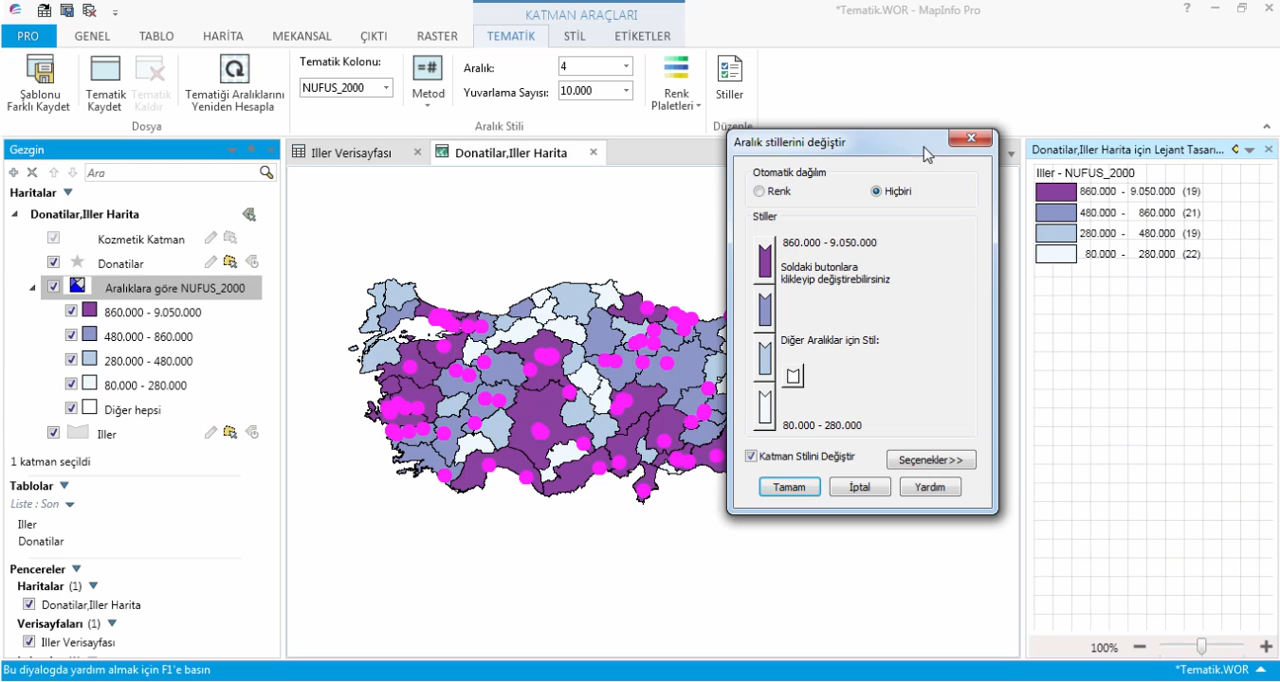 KATMAN ARAÇLARI
*Tematik.WOR - MapInfo Pro
PRO GENEL TABLO HARİTA MEKANSAL ÇIKTI RASTER TEMATİK STİL ETİKETLER
Şablonu Farklı Kaydet
Tematik Kaydet
Tematik Kaldır
Tematiği Aralıklarını Yeniden Hesapla
Dosya
Tematik Kolonu:
NUFUS_2000
Metod
Aralık: 4
Yuvarlama Sayısı: 10.000
Aralık Stili
Renk Paletleri
Stiller
Düzenle
Gezgin
Ara
Haritalar
Donatilar,Iller Harita
Kozmetik Katman
Donatilar
Aralıklara göre NUFUS_2000
860.000 - 9.050.000
480.000 - 860.000
280.000 - 480.000
80.000 - 280.000
Diğer hepsi
Iller
1 katman seçildi
Tablolar
Liste : Son
Iller
Donatilar
Pencereler
Haritalar (1)
Donatilar,Iller Harita
Verisayfaları (1)
Iller Verisayfası
Iller Verisayfası
Donatilar,Iller Harita
Aralık stillerini değiştir
Otomatik dağılım
Renk
Hiçbiri
Stiller
860.000 - 9.050.000
Soldaki butonlara
klikleyip değiştirebilirsiniz
Diğer Aralıklar için Stil:
80.000 - 280.000
Katman Stilini Değiştir
Seçenekler>>
Tamam
İptal
Yardım
Donatilar,Iller Harita için Lejant Tasarı...
Iller - NUFUS_2000
860.000 - 9.050.000 (19)
480.000 - 860.000 (21)
280.000 - 480.000 (19)
80.000 - 280.000 (22)
100%
Bu diyalogda yardım almak için F1'e basın
*Tematik.WOR